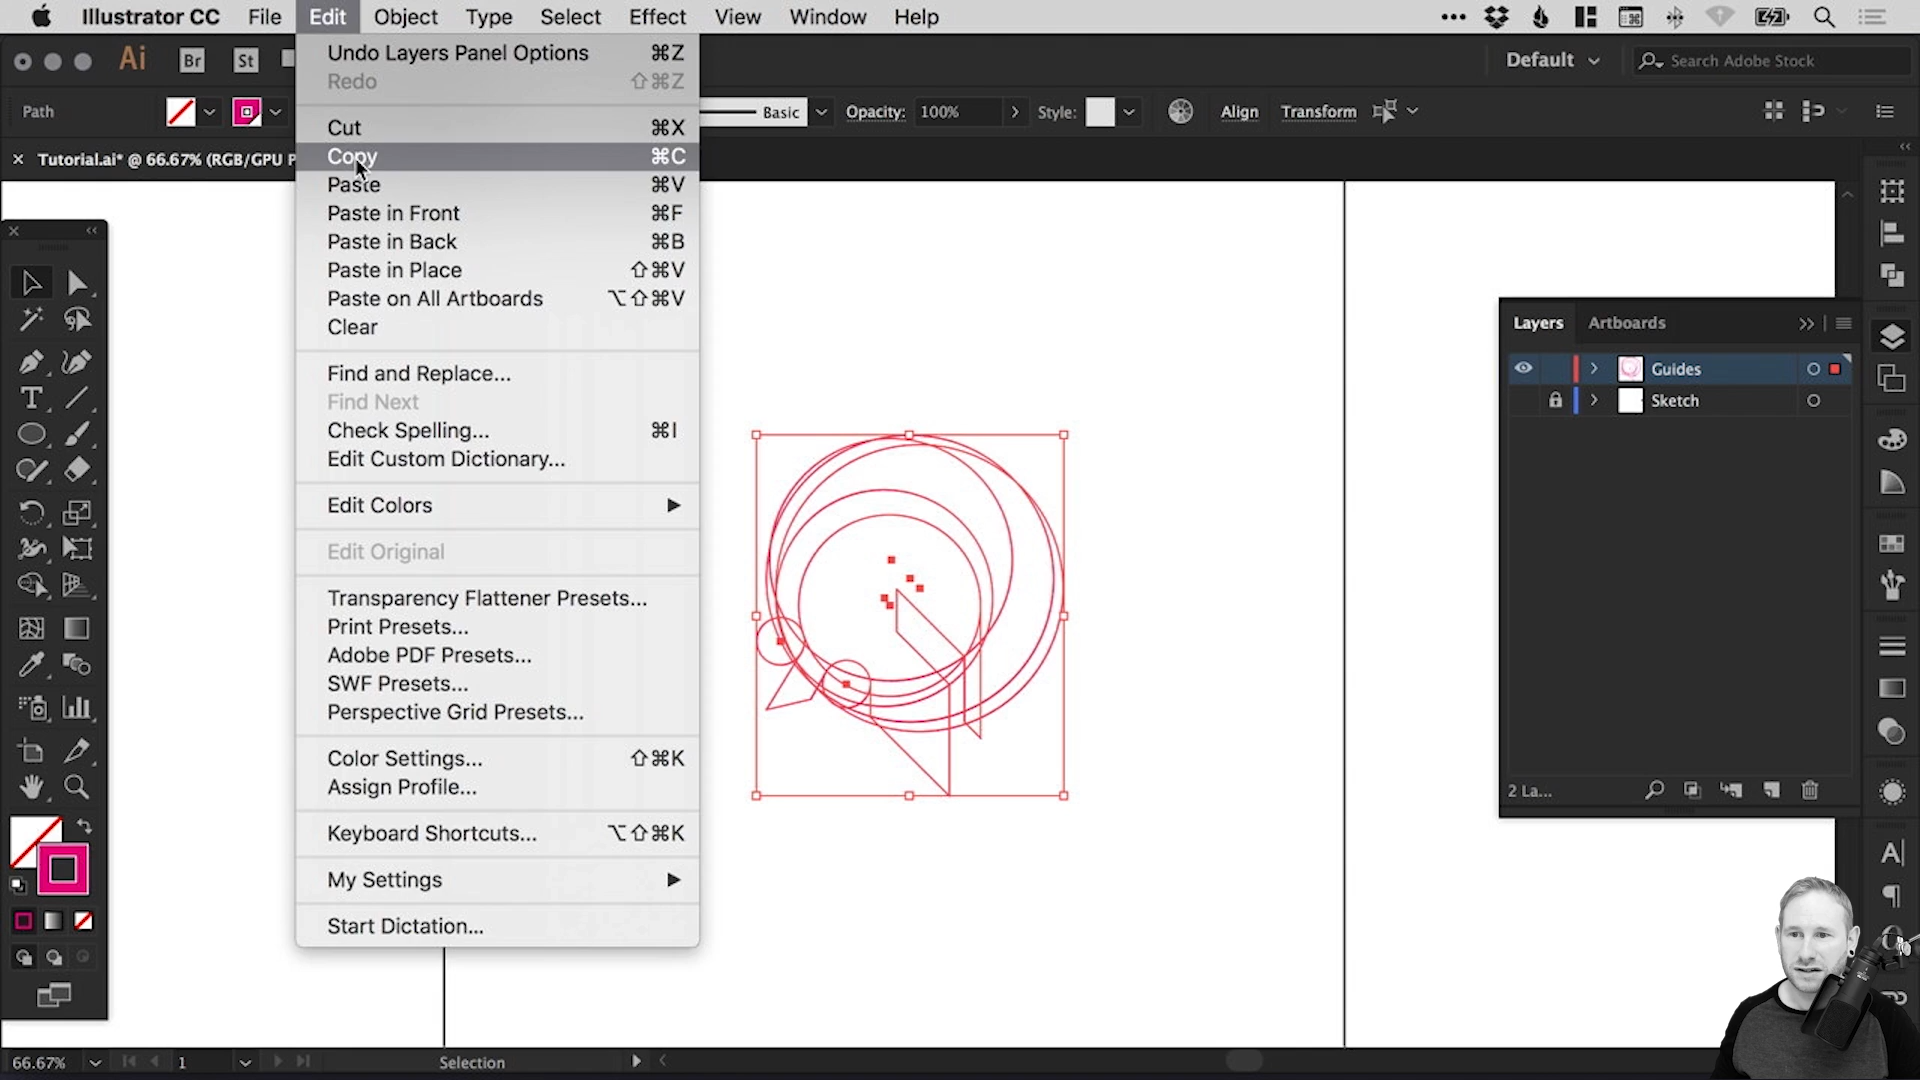 Illustrator CC File Edit Object Type Select Effect View Window Help
Ai Br St Default Search Adobe Stock
Path Basic Opacity: 100% Style: Align Transform
Tutorial.ai* @ 66.67% (RGB/GPU P
Undo Layers Panel Options ⌘Z
Redo ⇧⌘Z
Cut ⌘X
Copy ⌘C
Paste ⌘V
Paste in Front ⌘F
Paste in Back ⌘B
Paste in Place ⇧⌘V
Paste on All Artboards ⌥⇧⌘V
Clear
Find and Replace...
Find Next
Check Spelling... ⌘I
Edit Custom Dictionary...
Edit Colors
Edit Original
Transparency Flattener Presets...
Print Presets...
Adobe PDF Presets...
SWF Presets...
Perspective Grid Presets...
Color Settings... ⇧⌘K
Assign Profile...
Keyboard Shortcuts... ⌥⇧⌘K
My Settings
Start Dictation...
Layers Artboards
Guides
Sketch
2 La...
66.67% 1 Selection